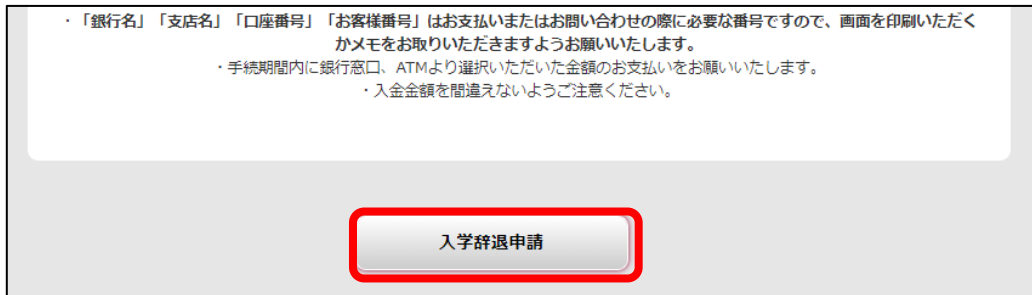 ・「銀行名」「支店名」「口座番号」「お客様番号」はお支払いまたはお問い合わせの際に必要な番号ですので、画面を印刷いただく
かメモをお取りいただきますようお願いいたします。
・手続期間内に銀行窓口、ATMより選択いただいた金額のお支払いをお願いいたします。
・入金金額を間違えないようご注意ください。
入学辞退申請